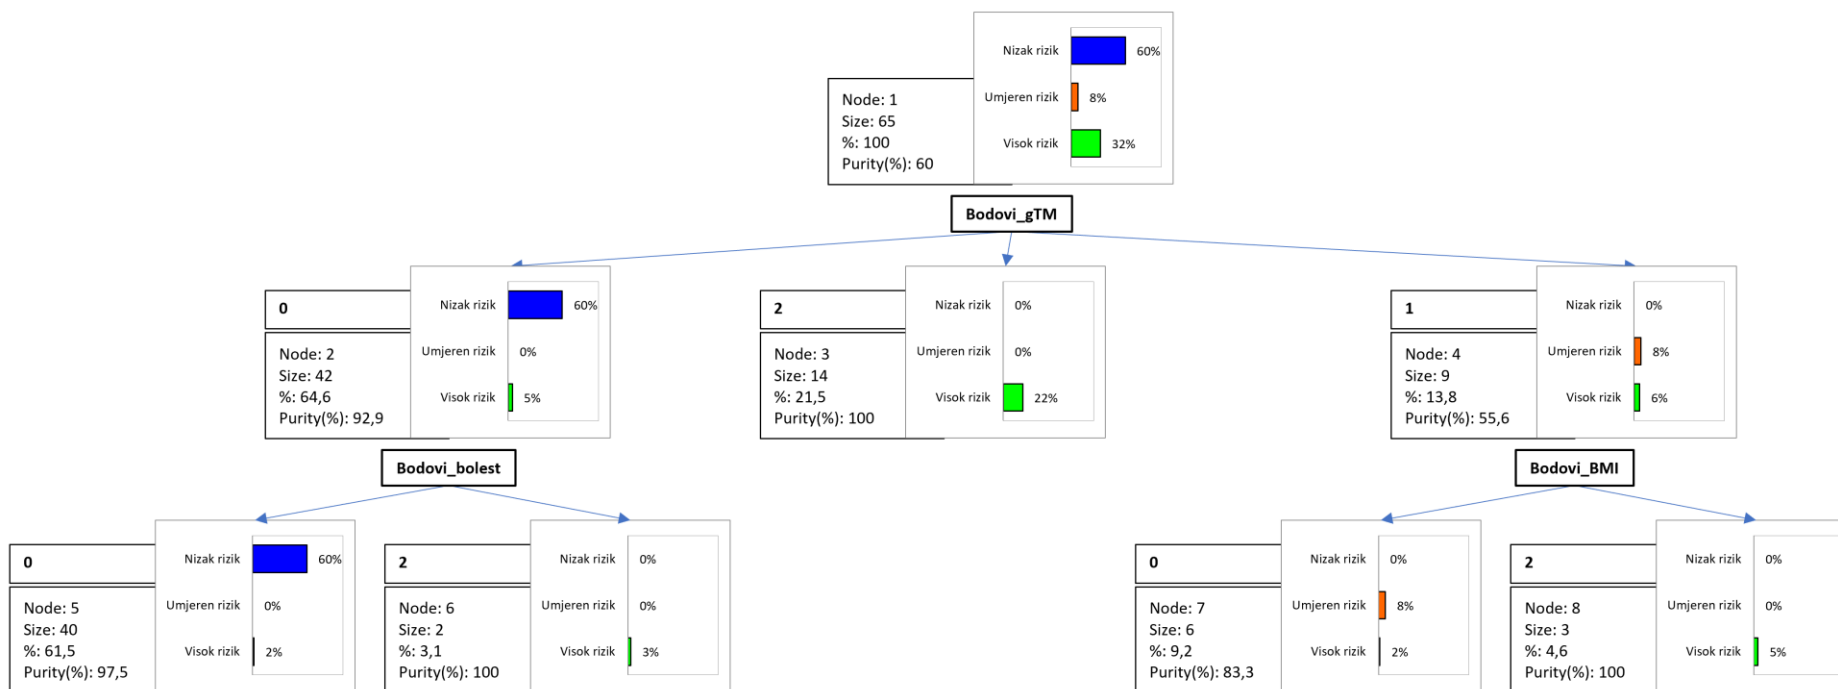 Nizak rizik 60%
Umjeren rizik 8%
Visok rizik 32%
Node: 1
Size: 65
%: 100
Purity(%): 60
Bodovi_gTM
0
Nizak rizik 60%
Umjeren rizik 0%
Visok rizik 5%
Node: 2
Size: 42
%: 64,6
Purity(%): 92,9
2
Nizak rizik 0%
Umjeren rizik 0%
Visok rizik 22%
Node: 3
Size: 14
%: 21,5
Purity(%): 100
1
Nizak rizik 0%
Umjeren rizik 8%
Visok rizik 6%
Node: 4
Size: 9
%: 13,8
Purity(%): 55,6
Bodovi_bolest
Bodovi_BMI
0
Nizak rizik 60%
Umjeren rizik 0%
Visok rizik 2%
Node: 5
Size: 40
%: 61,5
Purity(%): 97,5
2
Nizak rizik 0%
Umjeren rizik 0%
Visok rizik 3%
Node: 6
Size: 2
%: 3,1
Purity(%): 100
0
Nizak rizik 0%
Umjeren rizik 8%
Visok rizik 2%
Node: 7
Size: 6
%: 9,2
Purity(%): 83,3
2
Nizak rizik 0%
Umjeren rizik 0%
Visok rizik 5%
Node: 8
Size: 3
%: 4,6
Purity(%): 100